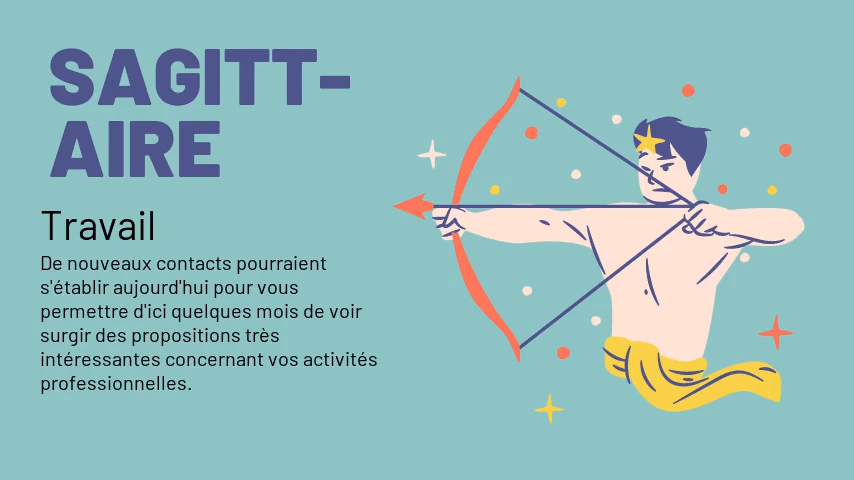 SAGITT-
AIRE
Travail
De nouveaux contacts pourraient
s'établir aujourd'hui pour vous
permettre d'ici quelques mois de voir
surgir des propositions très
intéressantes concernant vos activités
professionnelles.